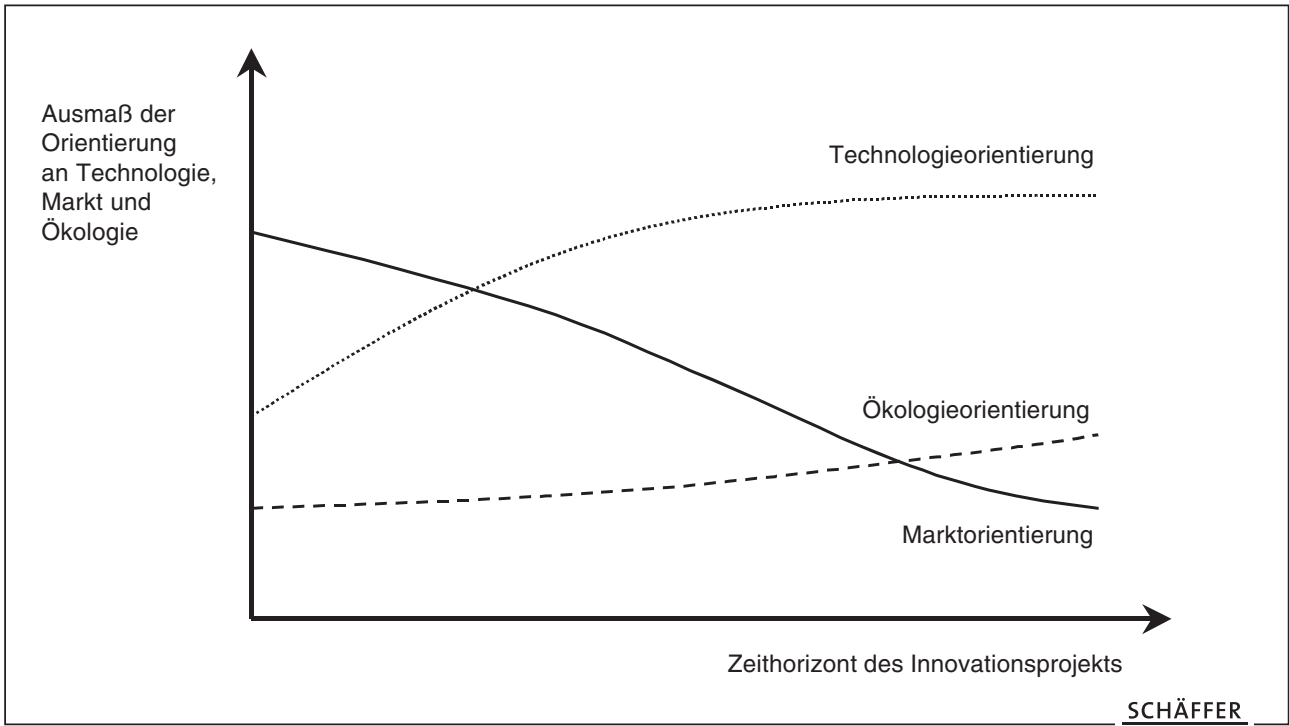 Ausmaß der
Orientierung
an Technologie,
Markt und
Ökologie
Technologieorientierung
Ökologieorientierung
Marktorientierung
Zeithorizont des Innovationsprojekts
SCHÄFFER